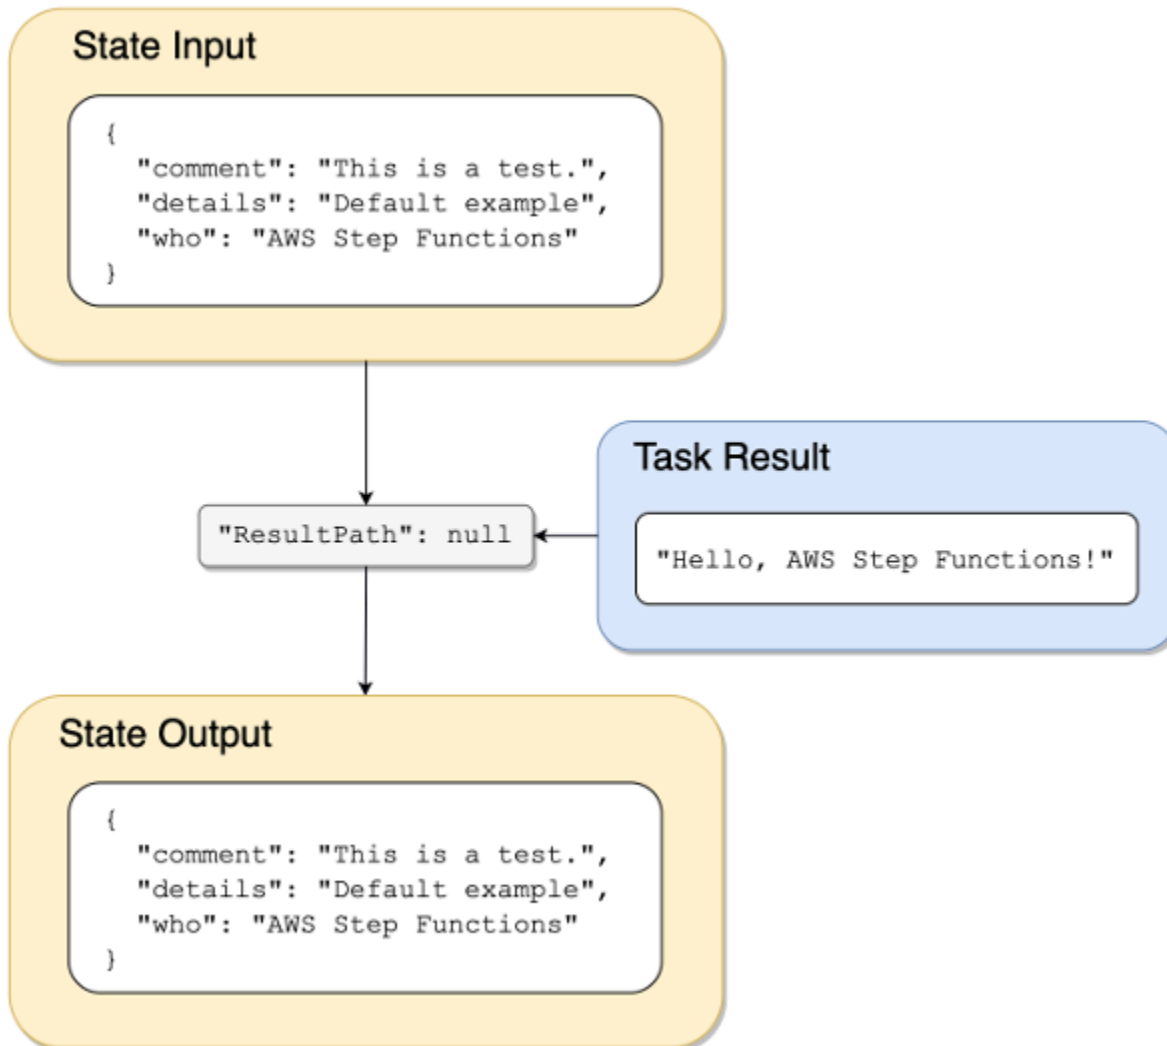 State Input
{
  "comment": "This is a test.",
  "details": "Default example",
  "who": "AWS Step Functions"
}
Task Result
"ResultPath": null
"Hello, AWS Step Functions!"
State Output
{
  "comment": "This is a test.",
  "details": "Default example",
  "who": "AWS Step Functions"
}